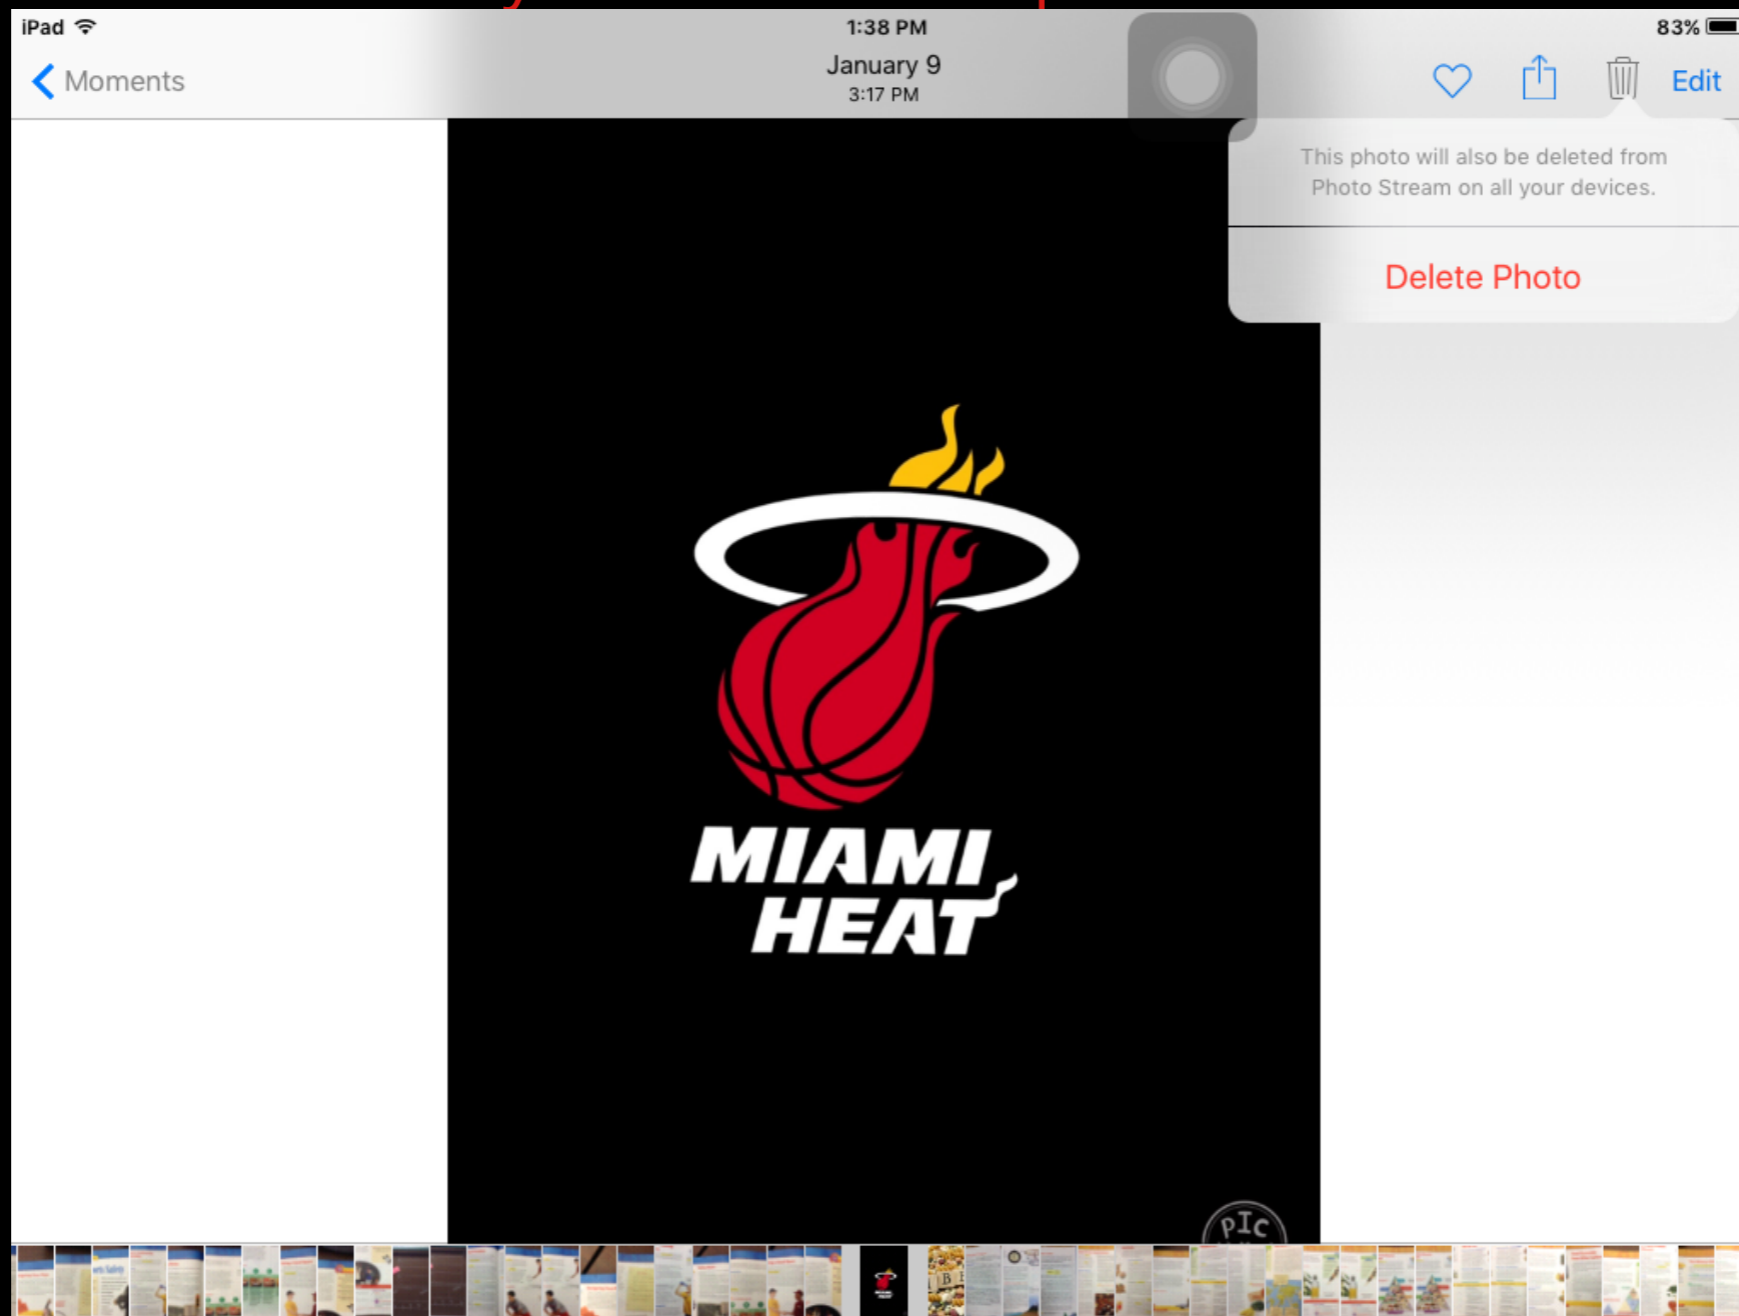 iPad
1:38 PM
83%
Moments
January 9
3:17 PM
Edit
This photo will also be deleted from
Photo Stream on all your devices.
Delete Photo
MIAMI
HEAT
PIC